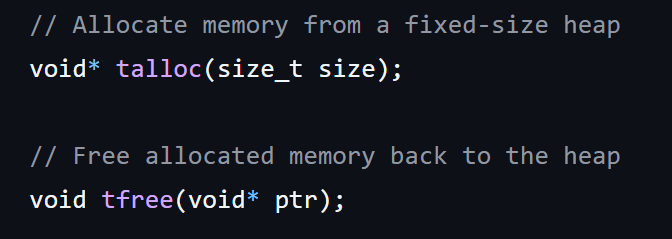 // Allocate memory from a fixed-size heap
void* talloc(size_t size);
// Free allocated memory back to the heap
void tfree(void* ptr);